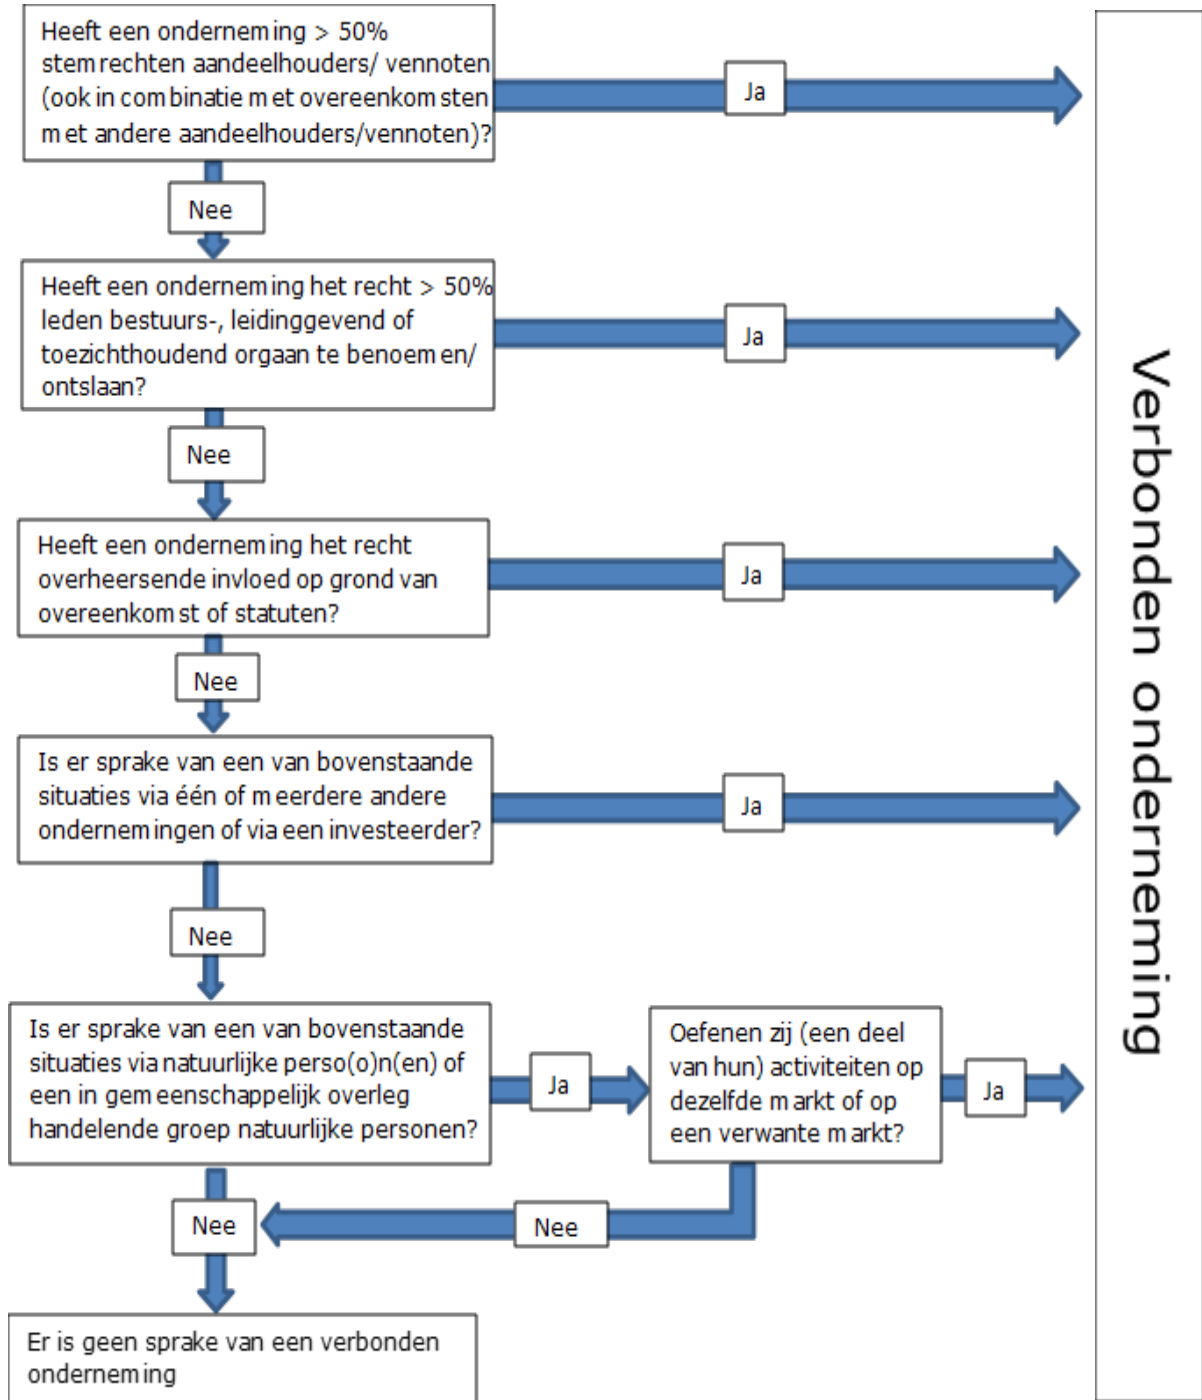 Heeft een onderneming > 50%
stemrechten aandeelhouders/ vennoten
(ook in combinatie met overeenkomsten
met andere aandeelhouders/vennoten)?
Ja
Nee
Heeft een onderneming het recht > 50%
leden bestuurs-, leidinggevend of
toezichthoudend orgaan te benoemen/
ontslaan?
Ja
Nee
Heeft een onderneming het recht
overheersende invloed op grond van
overeenkomst of statuten?
Ja
Nee
Is er sprake van een van bovenstaande
situaties via één of meerdere andere
ondernemingen of via een investeerder?
Ja
Nee
Is er sprake van een van bovenstaande
situaties via natuurlijke perso(o)n(en) of
een in gemeenschappelijk overleg
handelende groep natuurlijke personen?
Ja
Oefenen zij (een deel
van hun) activiteiten op
dezelfde markt of op
een verwante markt?
Ja
Nee
Nee
Er is geen sprake van een verbonden
onderneming
Verbonden onderneming